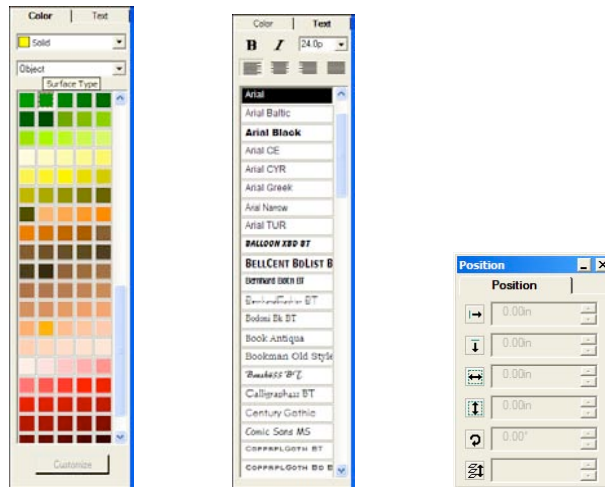 Color Text
Solid
Object
Surface Type
Customize
Color Text
B I 24.0p
Arial
Arial Baltic
Arial Black
Arial CE
Arial CYR
Arial Greek
Arial Narrow
Arial TUR
BALLOON XBD BT
BELLCENT BDLIST B
Bernhard BdCn BT
BernhardFashion BT
Bodoni Bk BT
Book Antiqua
Bookman Old Style
Calligraph421 BT
Century Gothic
Comic Sans MS
COPPRPLGOTH BT
COPPRPLGOTH BD B
Position
Position
0.00in
0.00in
0.00in
0.00in
0.00°